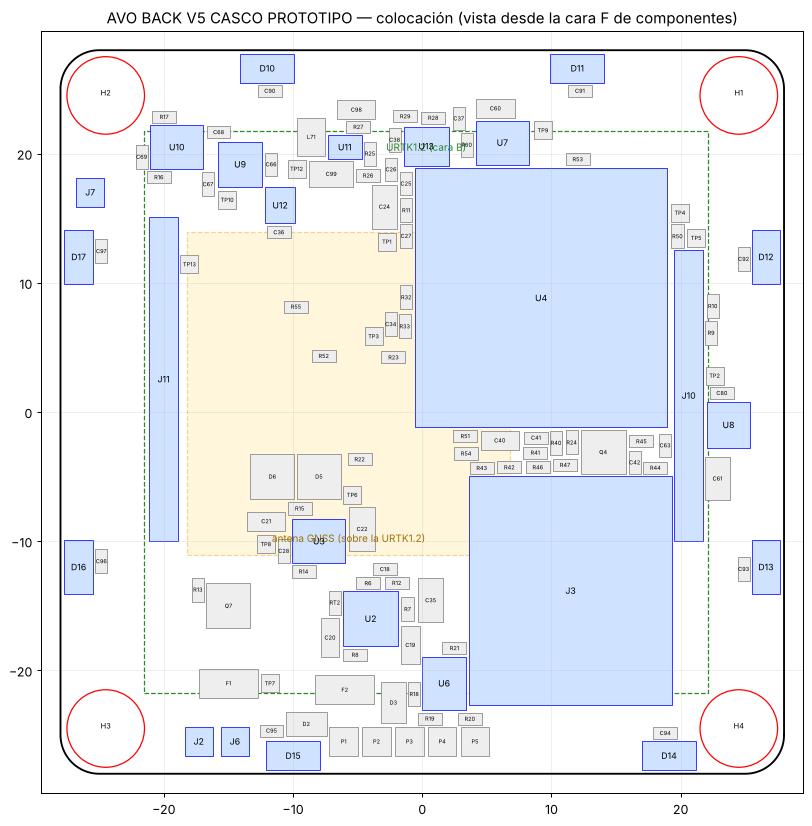 AVO BACK V5 CASCO PROTOTIPO — colocación (vista desde la cara F de componentes)
D10 D11
H2 C90 C91 H1
R17 C98 R29 R28 C37 C60
U10 C68 L71 R27 U11 C38 U13 R60 U7 TP9
20 URTK1.2 (cara B)
C69 U9 C66 TP12 C99 R25 R26 C26 R53
R16 C67 C25
J7 TP10 U12 C24 R11 TP4
C36 TP1 C27 R50 TP5
D17 C97 TP13 C92 D12
10
R55 R32 U4 R10
C34 R33 TP3 R9
R52 R23
J11 TP2
0 J10 C80
R51 C40 C41 R40 R24 Q4 R45 C63 U8
R54 R41 C42
R22 R43 R42 R46 R47 R44
D6 D5 TP6 C61
R15
C21 C22
−10 antena GNSS (sobre la URTK1.2)
U3
TP8 C28
D16 C96 R14 C18 C93 D13
R13 Q7 R6 R12 C35 J3
RT2 R7
U2
C20 C19
R8 R21
−20
F1 TP7 F2 U6
R18
D3
H3 D2 R19 R20 H4
J2 J6 C95 P1 P2 P3 P4 P5 C94
D15 D14
−20 −10 0 10 20